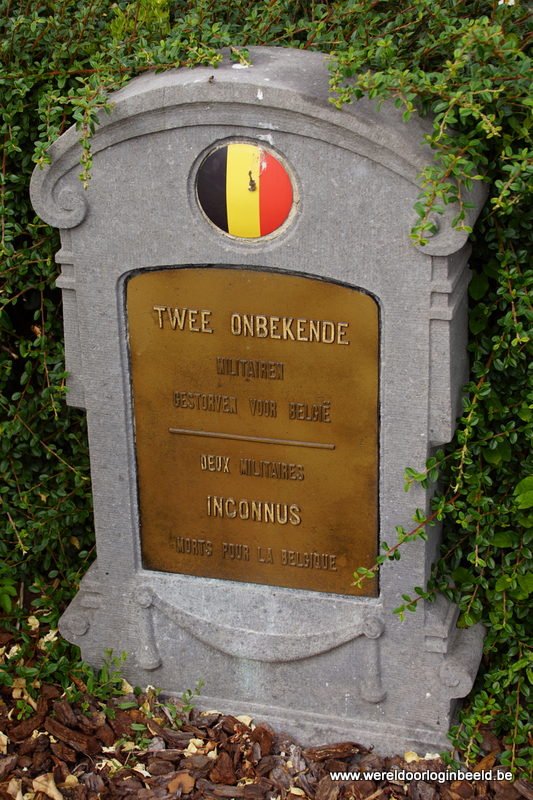 TWEE ONBEKENDE
MILITAIREN
GESTORVEN VOOR BELGIË
DEUX MILITAIRES
INCONNUS
MORTS POUR LA BELGIQUE
www.wereldoorloginbeeld.be